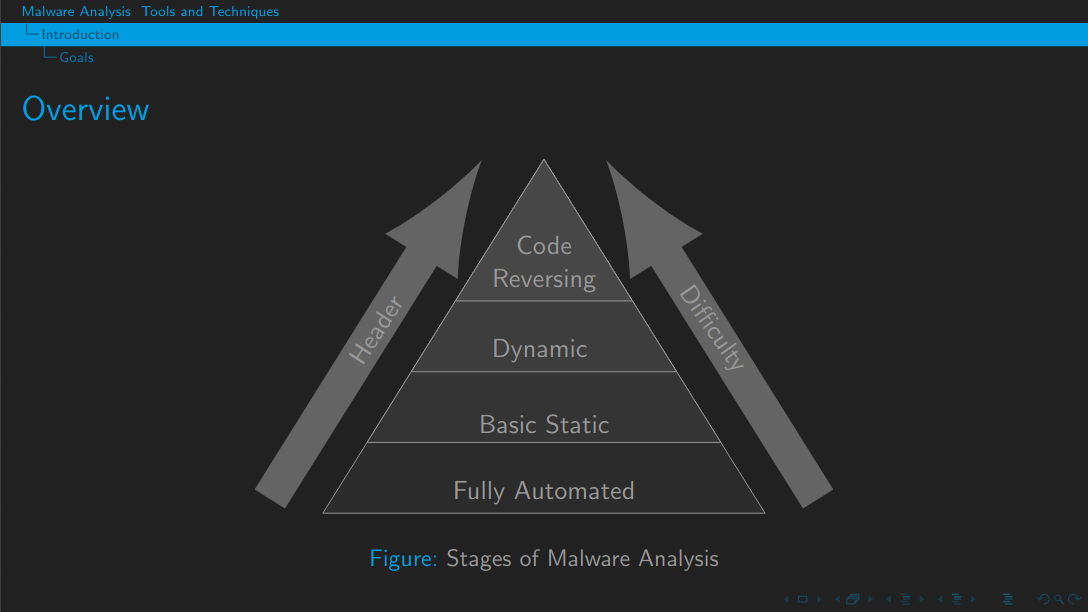 Malware Analysis Tools and Techniques
Introduction
Goals
Overview
Code
Reversing
Header
Difficulty
Dynamic
Basic Static
Fully Automated
Figure: Stages of Malware Analysis